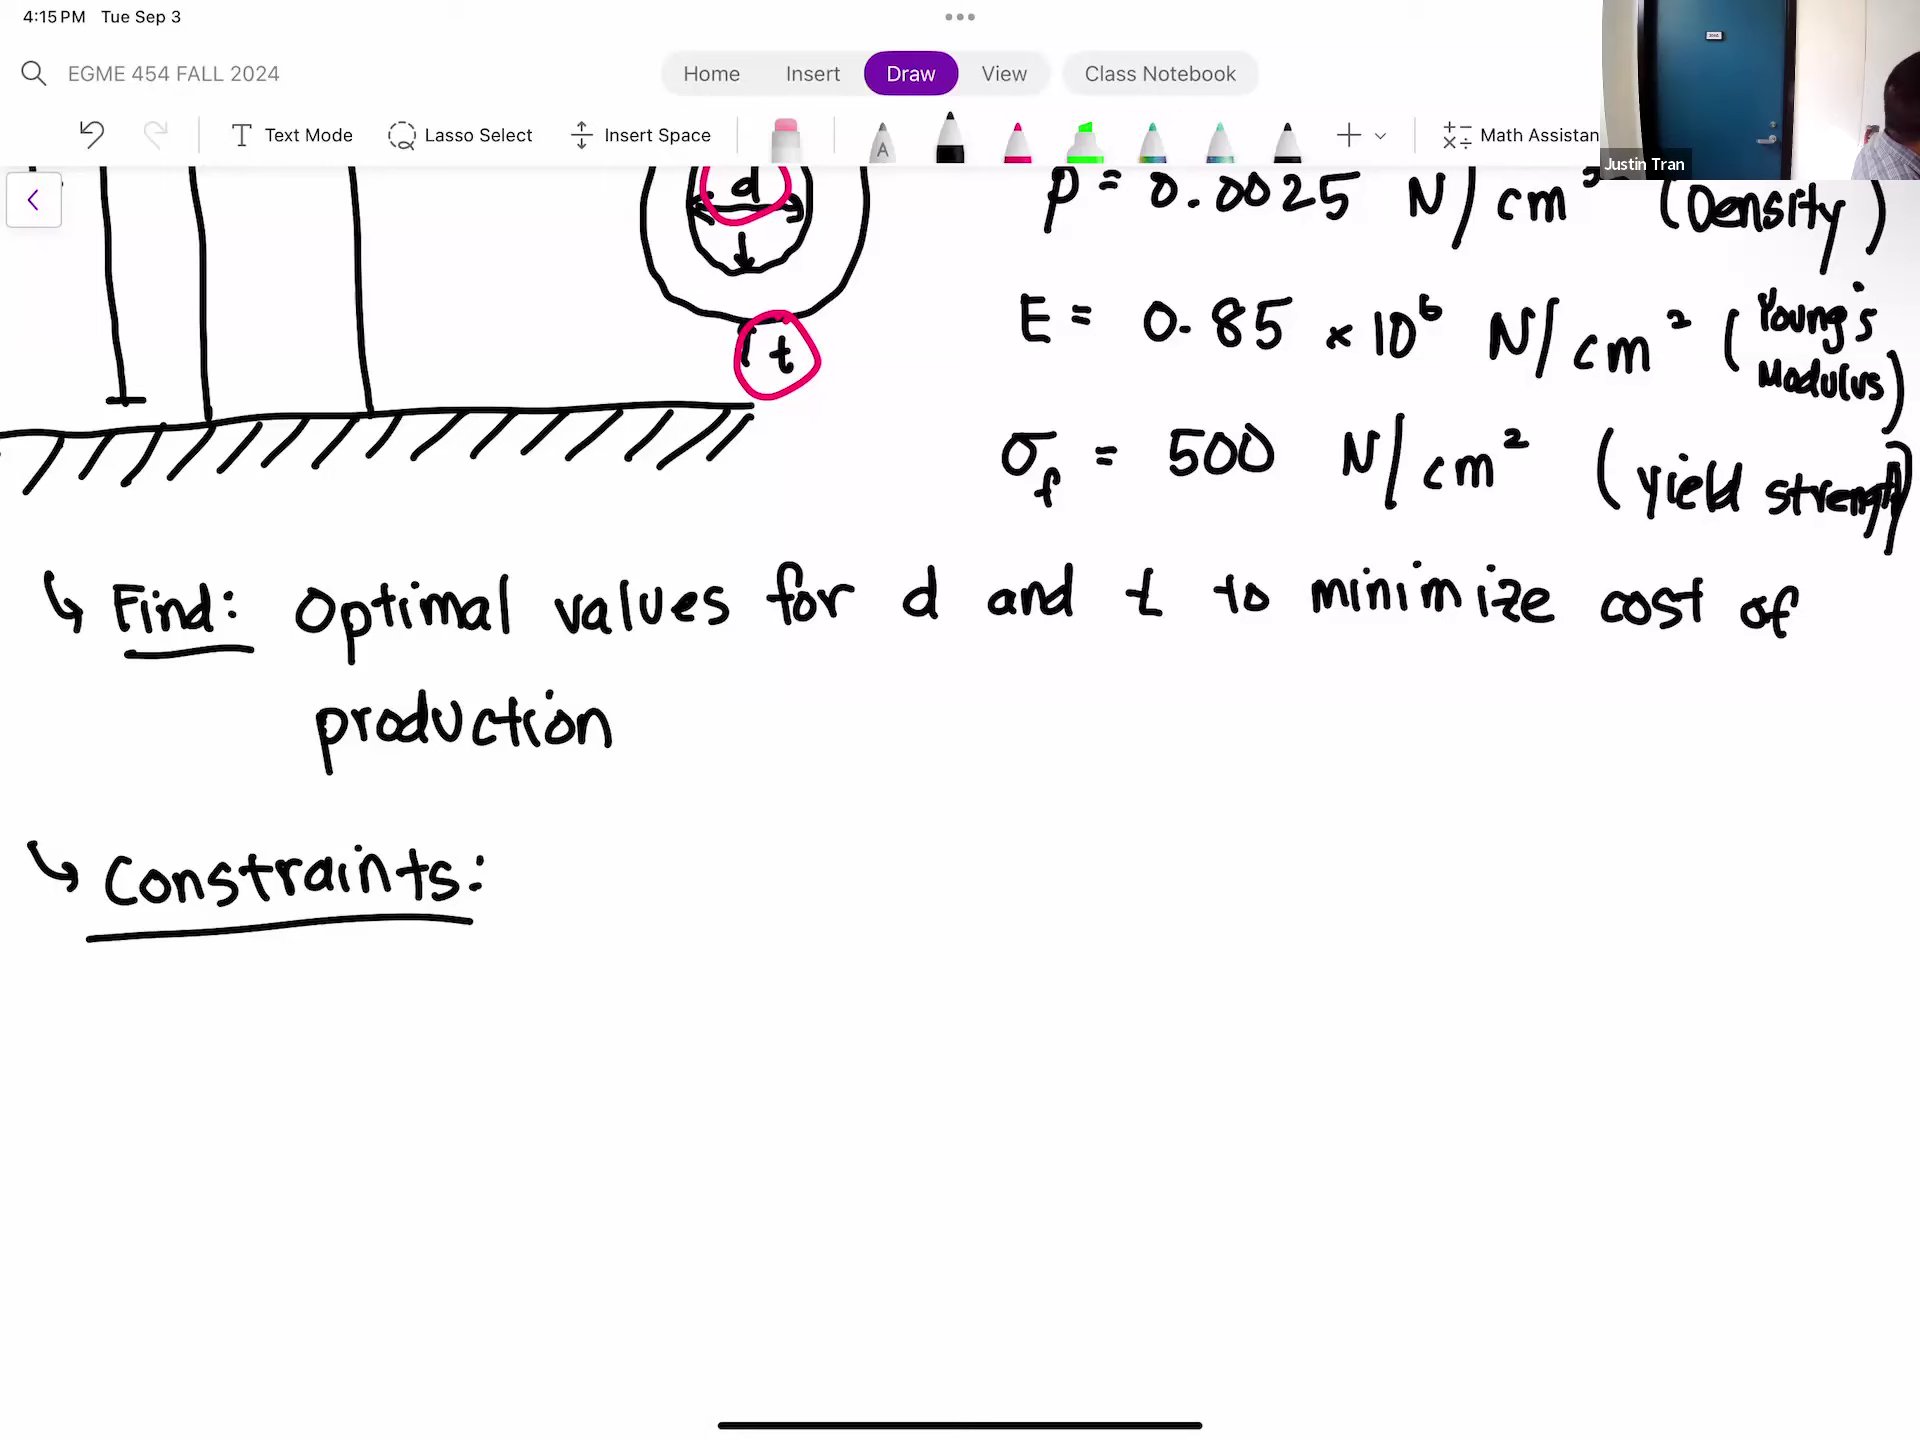 4:15 PM Tue Sep 3
EGME 454 FALL 2024
Home Insert Draw View Class Notebook
Text Mode Lasso Select Insert Space Math Assistan
A
Justin Tran
d
t
ρ = 0.0025 N/cm³ (Density)
E = 0.85 × 10⁶ N/cm² (Young's Modulus)
σf = 500 N/cm² (yield strength)
Find: Optimal values for d and t to minimize cost of
production
Constraints: